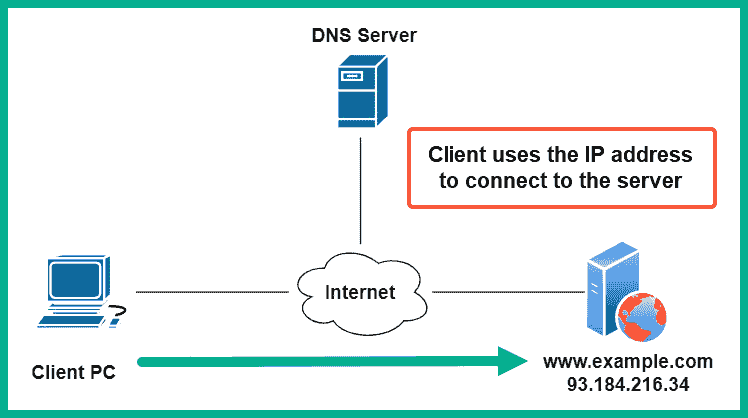 DNS Server
Client uses the IP address
to connect to the server
Internet
Client PC
www.example.com
93.184.216.34